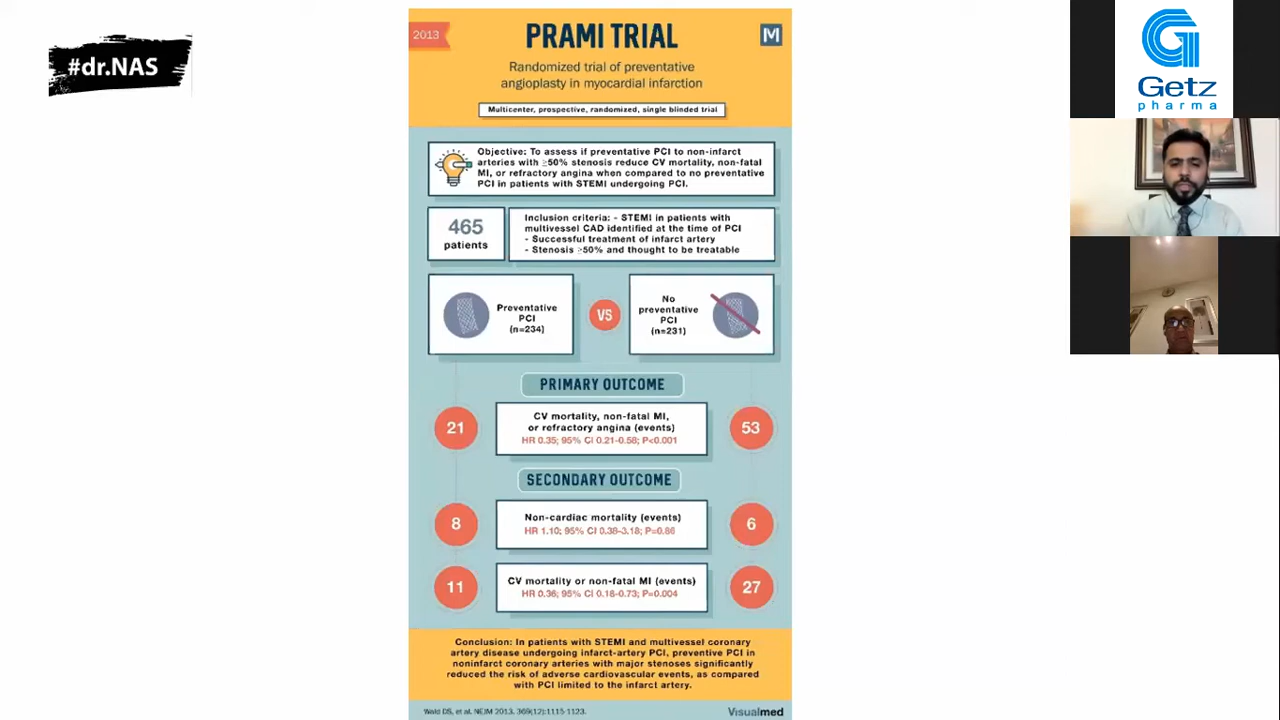 #dr.NAS
2013
PRAMI TRIAL
M
Randomized trial of preventative
angioplasty in myocardial infarction
Multicenter, prospective, randomized, single blinded trial
Objective: To assess if preventative PCI to non-infarct
arteries with ≥50% stenosis reduce CV mortality, non-fatal
MI, or refractory angina when compared to no preventative
PCI in patients with STEMI undergoing PCI.
465
patients
Inclusion criteria: - STEMI in patients with
multivessel CAD identified at the time of PCI
- Successful treatment of infarct artery
- Stenosis ≥50% and thought to be treatable
Preventative
PCI
(n=234)
VS
No
preventative
PCI
(n=231)
PRIMARY OUTCOME
21
CV mortality, non-fatal MI,
or refractory angina (events)
HR 0.35; 95% CI 0.21-0.58; P<0.001
53
SECONDARY OUTCOME
8
Non-cardiac mortality (events)
HR 1.10; 95% CI 0.38-3.18; P=0.86
6
11
CV mortality or non-fatal MI (events)
HR 0.36; 95% CI 0.18-0.73; P=0.004
27
Conclusion: In patients with STEMI and multivessel coronary
artery disease undergoing infarct-artery PCI, preventive PCI in
noninfarct coronary arteries with major stenoses significantly
reduced the risk of adverse cardiovascular events, as compared
with PCI limited to the infarct artery.
Wald DS, et al. NEJM 2013. 369(12):1115-1123.
Visualmed
Getz
pharma